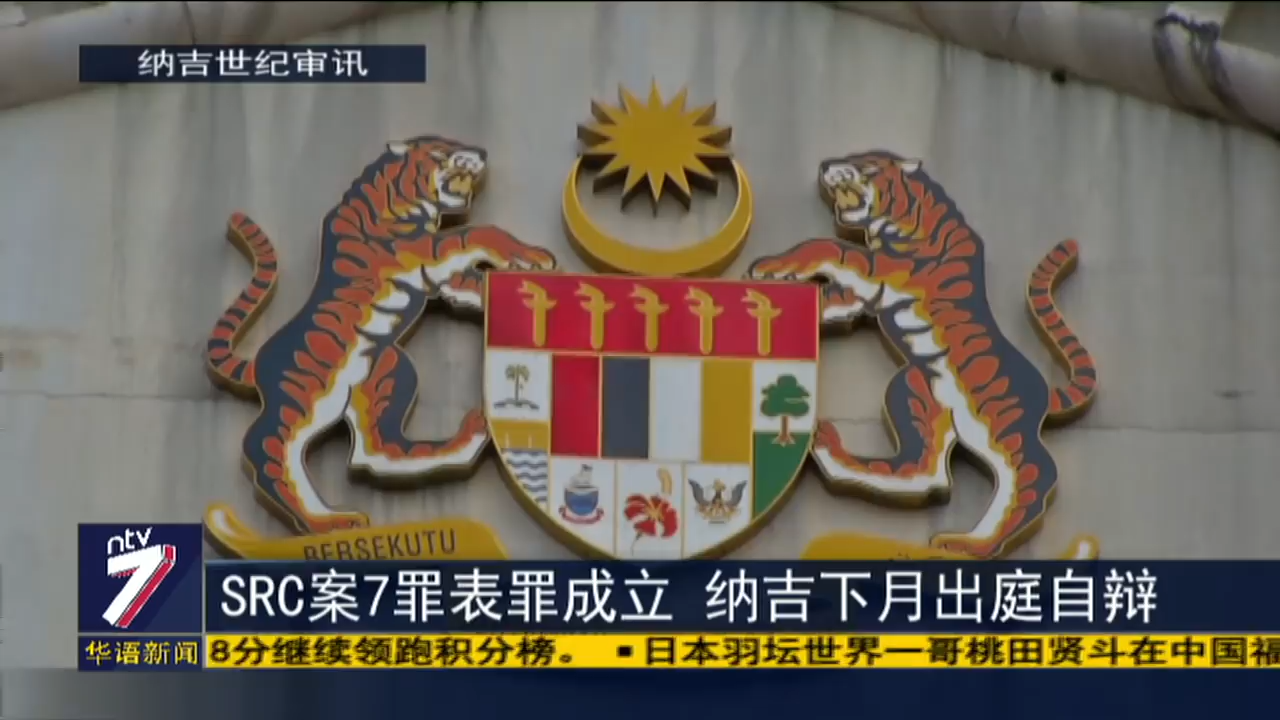 纳吉世纪审讯
BERSEKUTU
ntv
7
SRC案7罪表罪成立 纳吉下月出庭自辩
华语新闻
8分继续领跑积分榜。 ▪日本羽坛世界一哥桃田贤斗在中国福